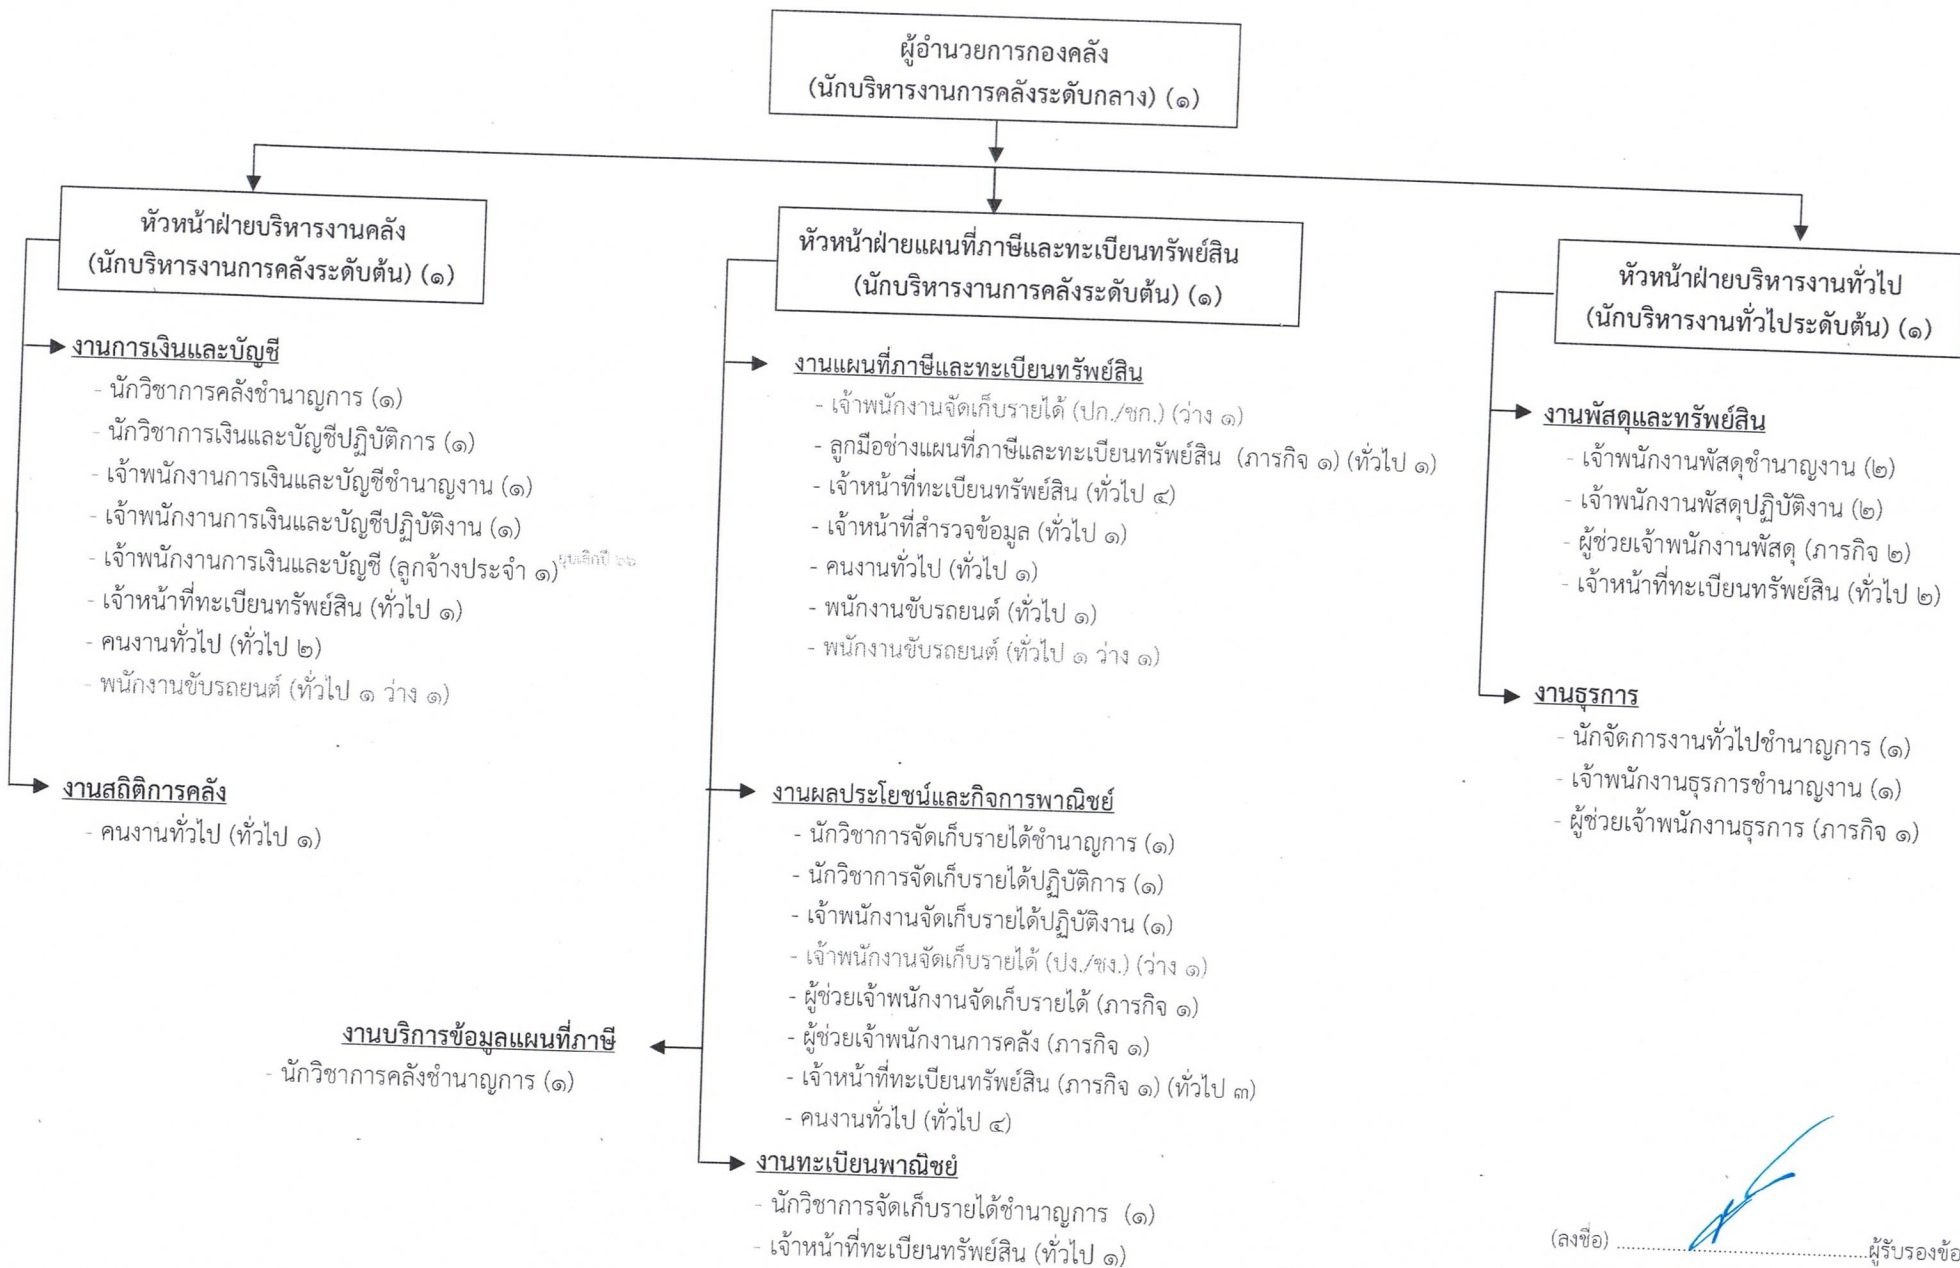 ผู้อำนวยการกองคลัง
(นักบริหารงานการคลังระดับกลาง) (๑)
หัวหน้าฝ่ายบริหารงานคลัง
(นักบริหารงานการคลังระดับต้น) (๑)
งานการเงินและบัญชี
- นักวิชาการคลังชำนาญการ (๑)
- นักวิชาการเงินและบัญชีปฏิบัติการ (๑)
- เจ้าพนักงานการเงินและบัญชีชำนาญงาน (๑)
- เจ้าพนักงานการเงินและบัญชีปฏิบัติงาน (๑)
- เจ้าพนักงานการเงินและบัญชี (ลูกจ้างประจำ ๑) ยุบเลิกปี ๖๖
- เจ้าหน้าที่ทะเบียนทรัพย์สิน (ทั่วไป ๑)
- คนงานทั่วไป (ทั่วไป ๒)
- พนักงานขับรถยนต์ (ทั่วไป ๑ ว่าง ๑)
งานสถิติการคลัง
- คนงานทั่วไป (ทั่วไป ๑)
หัวหน้าฝ่ายแผนที่ภาษีและทะเบียนทรัพย์สิน
(นักบริหารงานการคลังระดับต้น) (๑)
งานแผนที่ภาษีและทะเบียนทรัพย์สิน
- เจ้าพนักงานจัดเก็บรายได้ (ปก./ชก.) (ว่าง ๑)
- ลูกมือช่างแผนที่ภาษีและทะเบียนทรัพย์สิน (ภารกิจ ๑) (ทั่วไป ๑)
- เจ้าหน้าที่ทะเบียนทรัพย์สิน (ทั่วไป ๔)
- เจ้าหน้าที่สำรวจข้อมูล (ทั่วไป ๑)
- คนงานทั่วไป (ทั่วไป ๑)
- พนักงานขับรถยนต์ (ทั่วไป ๑)
- พนักงานขับรถยนต์ (ทั่วไป ๑ ว่าง ๑)
งานผลประโยชน์และกิจการพาณิชย์
- นักวิชาการจัดเก็บรายได้ชำนาญการ (๑)
- นักวิชาการจัดเก็บรายได้ปฏิบัติการ (๑)
- เจ้าพนักงานจัดเก็บรายได้ปฏิบัติงาน (๑)
- เจ้าพนักงานจัดเก็บรายได้ (ปง./ชง.) (ว่าง ๑)
- ผู้ช่วยเจ้าพนักงานจัดเก็บรายได้ (ภารกิจ ๑)
- ผู้ช่วยเจ้าพนักงานการคลัง (ภารกิจ ๑)
- เจ้าหน้าที่ทะเบียนทรัพย์สิน (ภารกิจ ๑) (ทั่วไป ๓)
- คนงานทั่วไป (ทั่วไป ๔)
งานบริการข้อมูลแผนที่ภาษี
- นักวิชาการคลังชำนาญการ (๑)
งานทะเบียนพาณิชย์
- นักวิชาการจัดเก็บรายได้ชำนาญการ (๑)
- เจ้าหน้าที่ทะเบียนทรัพย์สิน (ทั่วไป ๑)
หัวหน้าฝ่ายบริหารงานทั่วไป
(นักบริหารงานทั่วไประดับต้น) (๑)
งานพัสดุและทรัพย์สิน
- เจ้าพนักงานพัสดุชำนาญงาน (๒)
- เจ้าพนักงานพัสดุปฏิบัติงาน (๒)
- ผู้ช่วยเจ้าพนักงานพัสดุ (ภารกิจ ๒)
- เจ้าหน้าที่ทะเบียนทรัพย์สิน (ทั่วไป ๒)
งานธุรการ
- นักจัดการงานทั่วไปชำนาญการ (๑)
- เจ้าพนักงานธุรการชำนาญงาน (๑)
- ผู้ช่วยเจ้าพนักงานธุรการ (ภารกิจ ๑)
(ลงชื่อ) ........................................ผู้รับรองข้อ